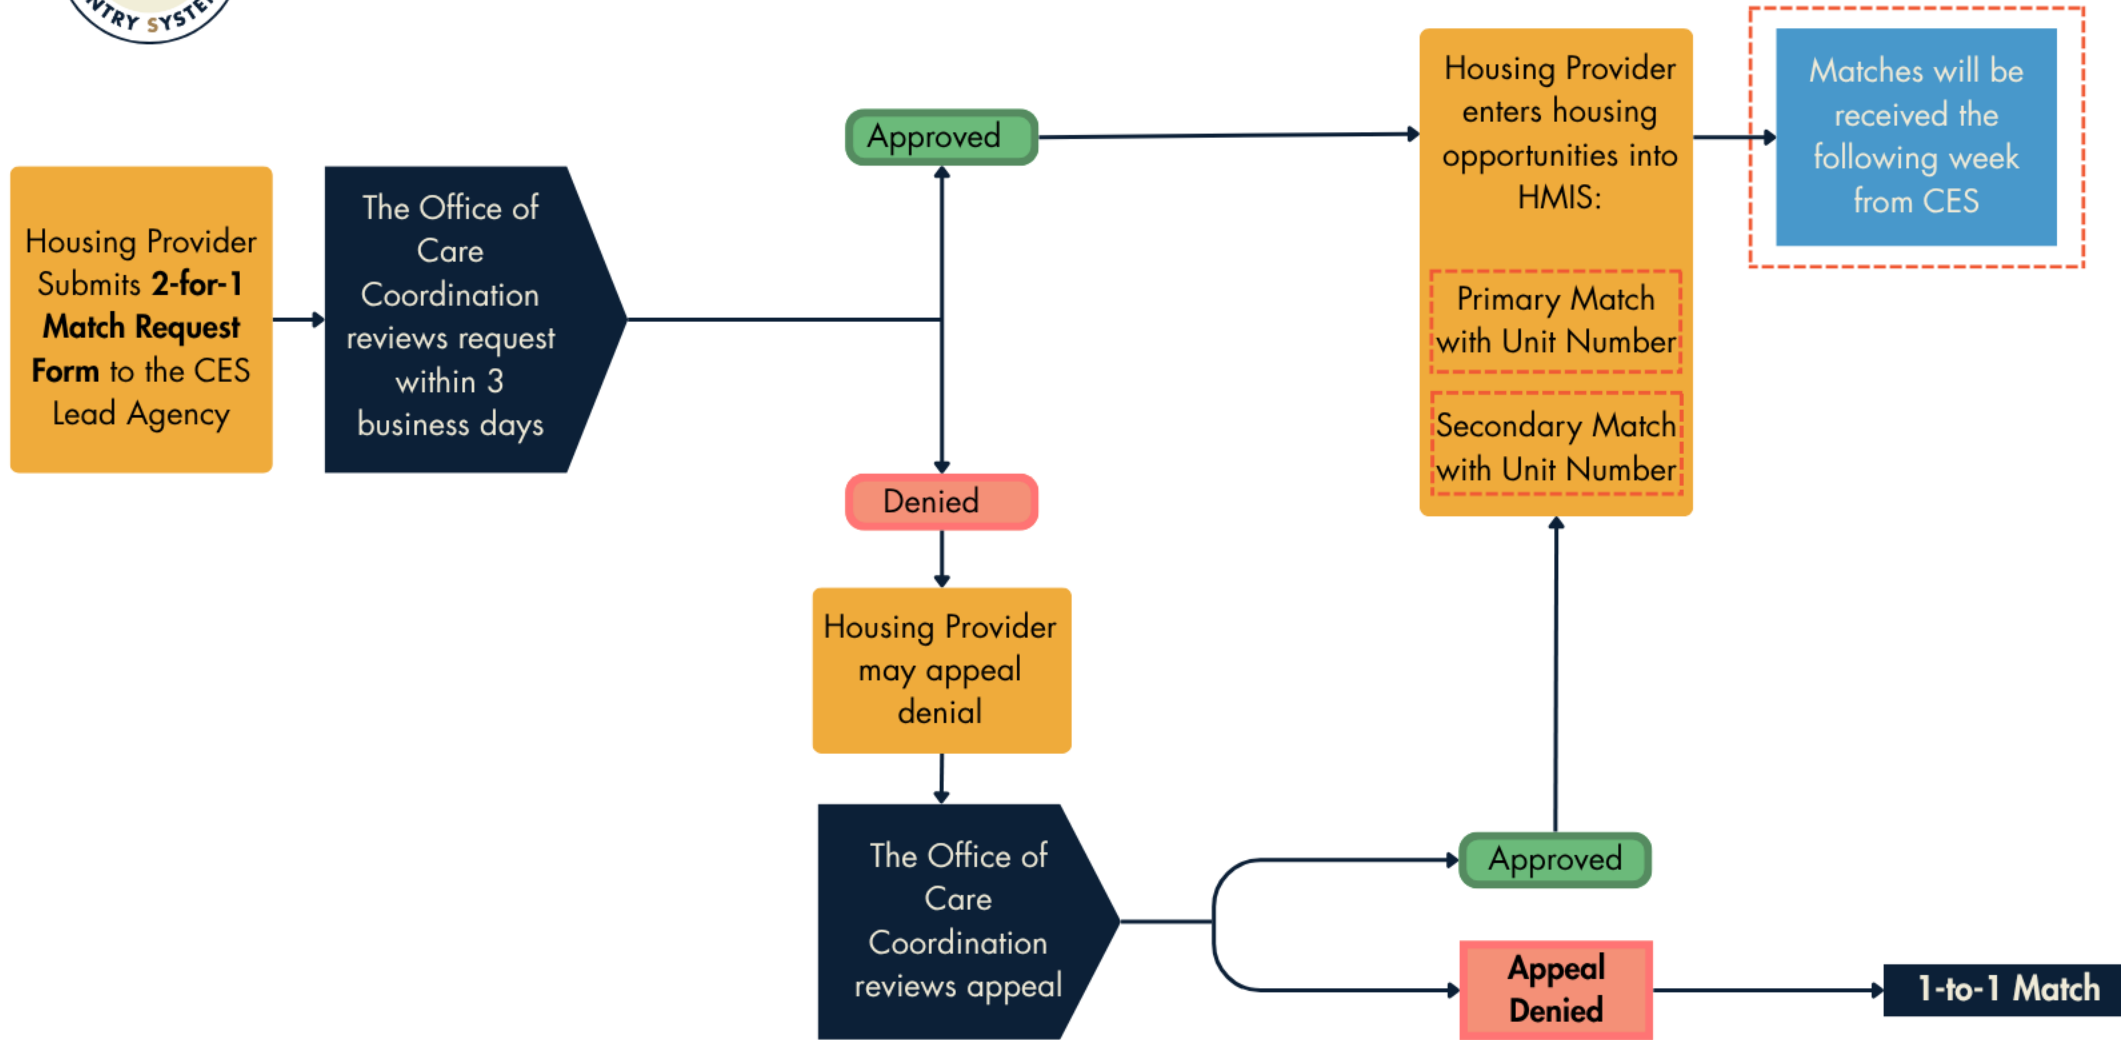 SYSTEM
Housing Provider
Submits 2-for-1
Match Request
Form to the CES
Lead Agency
The Office of
Care
Coordination
reviews request
within 3
business days
Approved
Denied
Housing Provider
may appeal
denial
The Office of
Care
Coordination
reviews appeal
Housing Provider
enters housing
opportunities into
HMIS:
Primary Match
with Unit Number
Secondary Match
with Unit Number
Matches will be
received the
following week
from CES
Approved
Appeal
Denied
1-to-1 Match